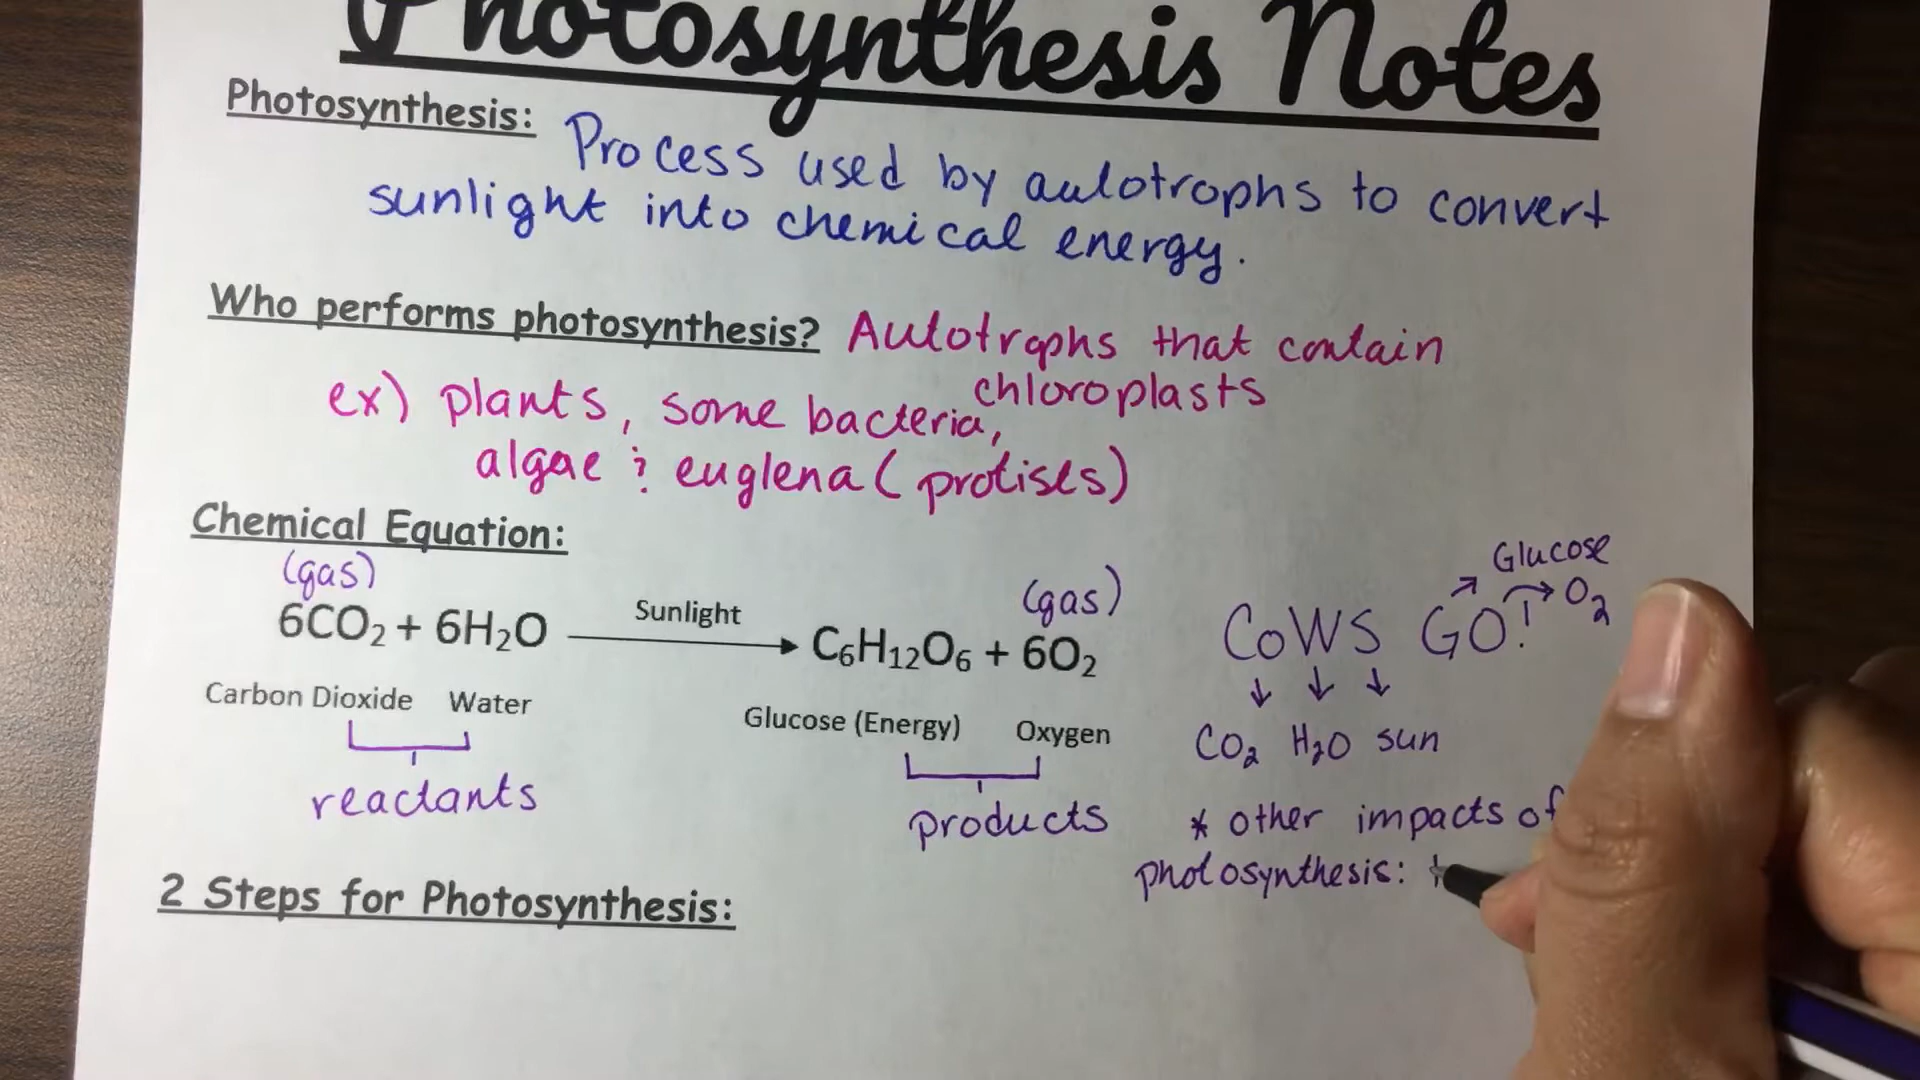 Photosynthesis Notes
Photosynthesis: Process used by autotrophs to convert
sunlight into chemical energy.
Who performs photosynthesis? Autotrophs that contain
chloroplasts
ex) plants, some bacteria,
algae & euglena (protists)
Chemical Equation:
(gas)
(gas)
6CO₂ + 6H₂O
Sunlight
C₆H₁₂O₆ + 6O₂
Carbon Dioxide
Water
Glucose (Energy)
Oxygen
reactants
products
Glucose
O₂
CoWS GO!
CO₂ H₂O sun
* other impacts of
photosynthesis:
2 Steps for Photosynthesis: